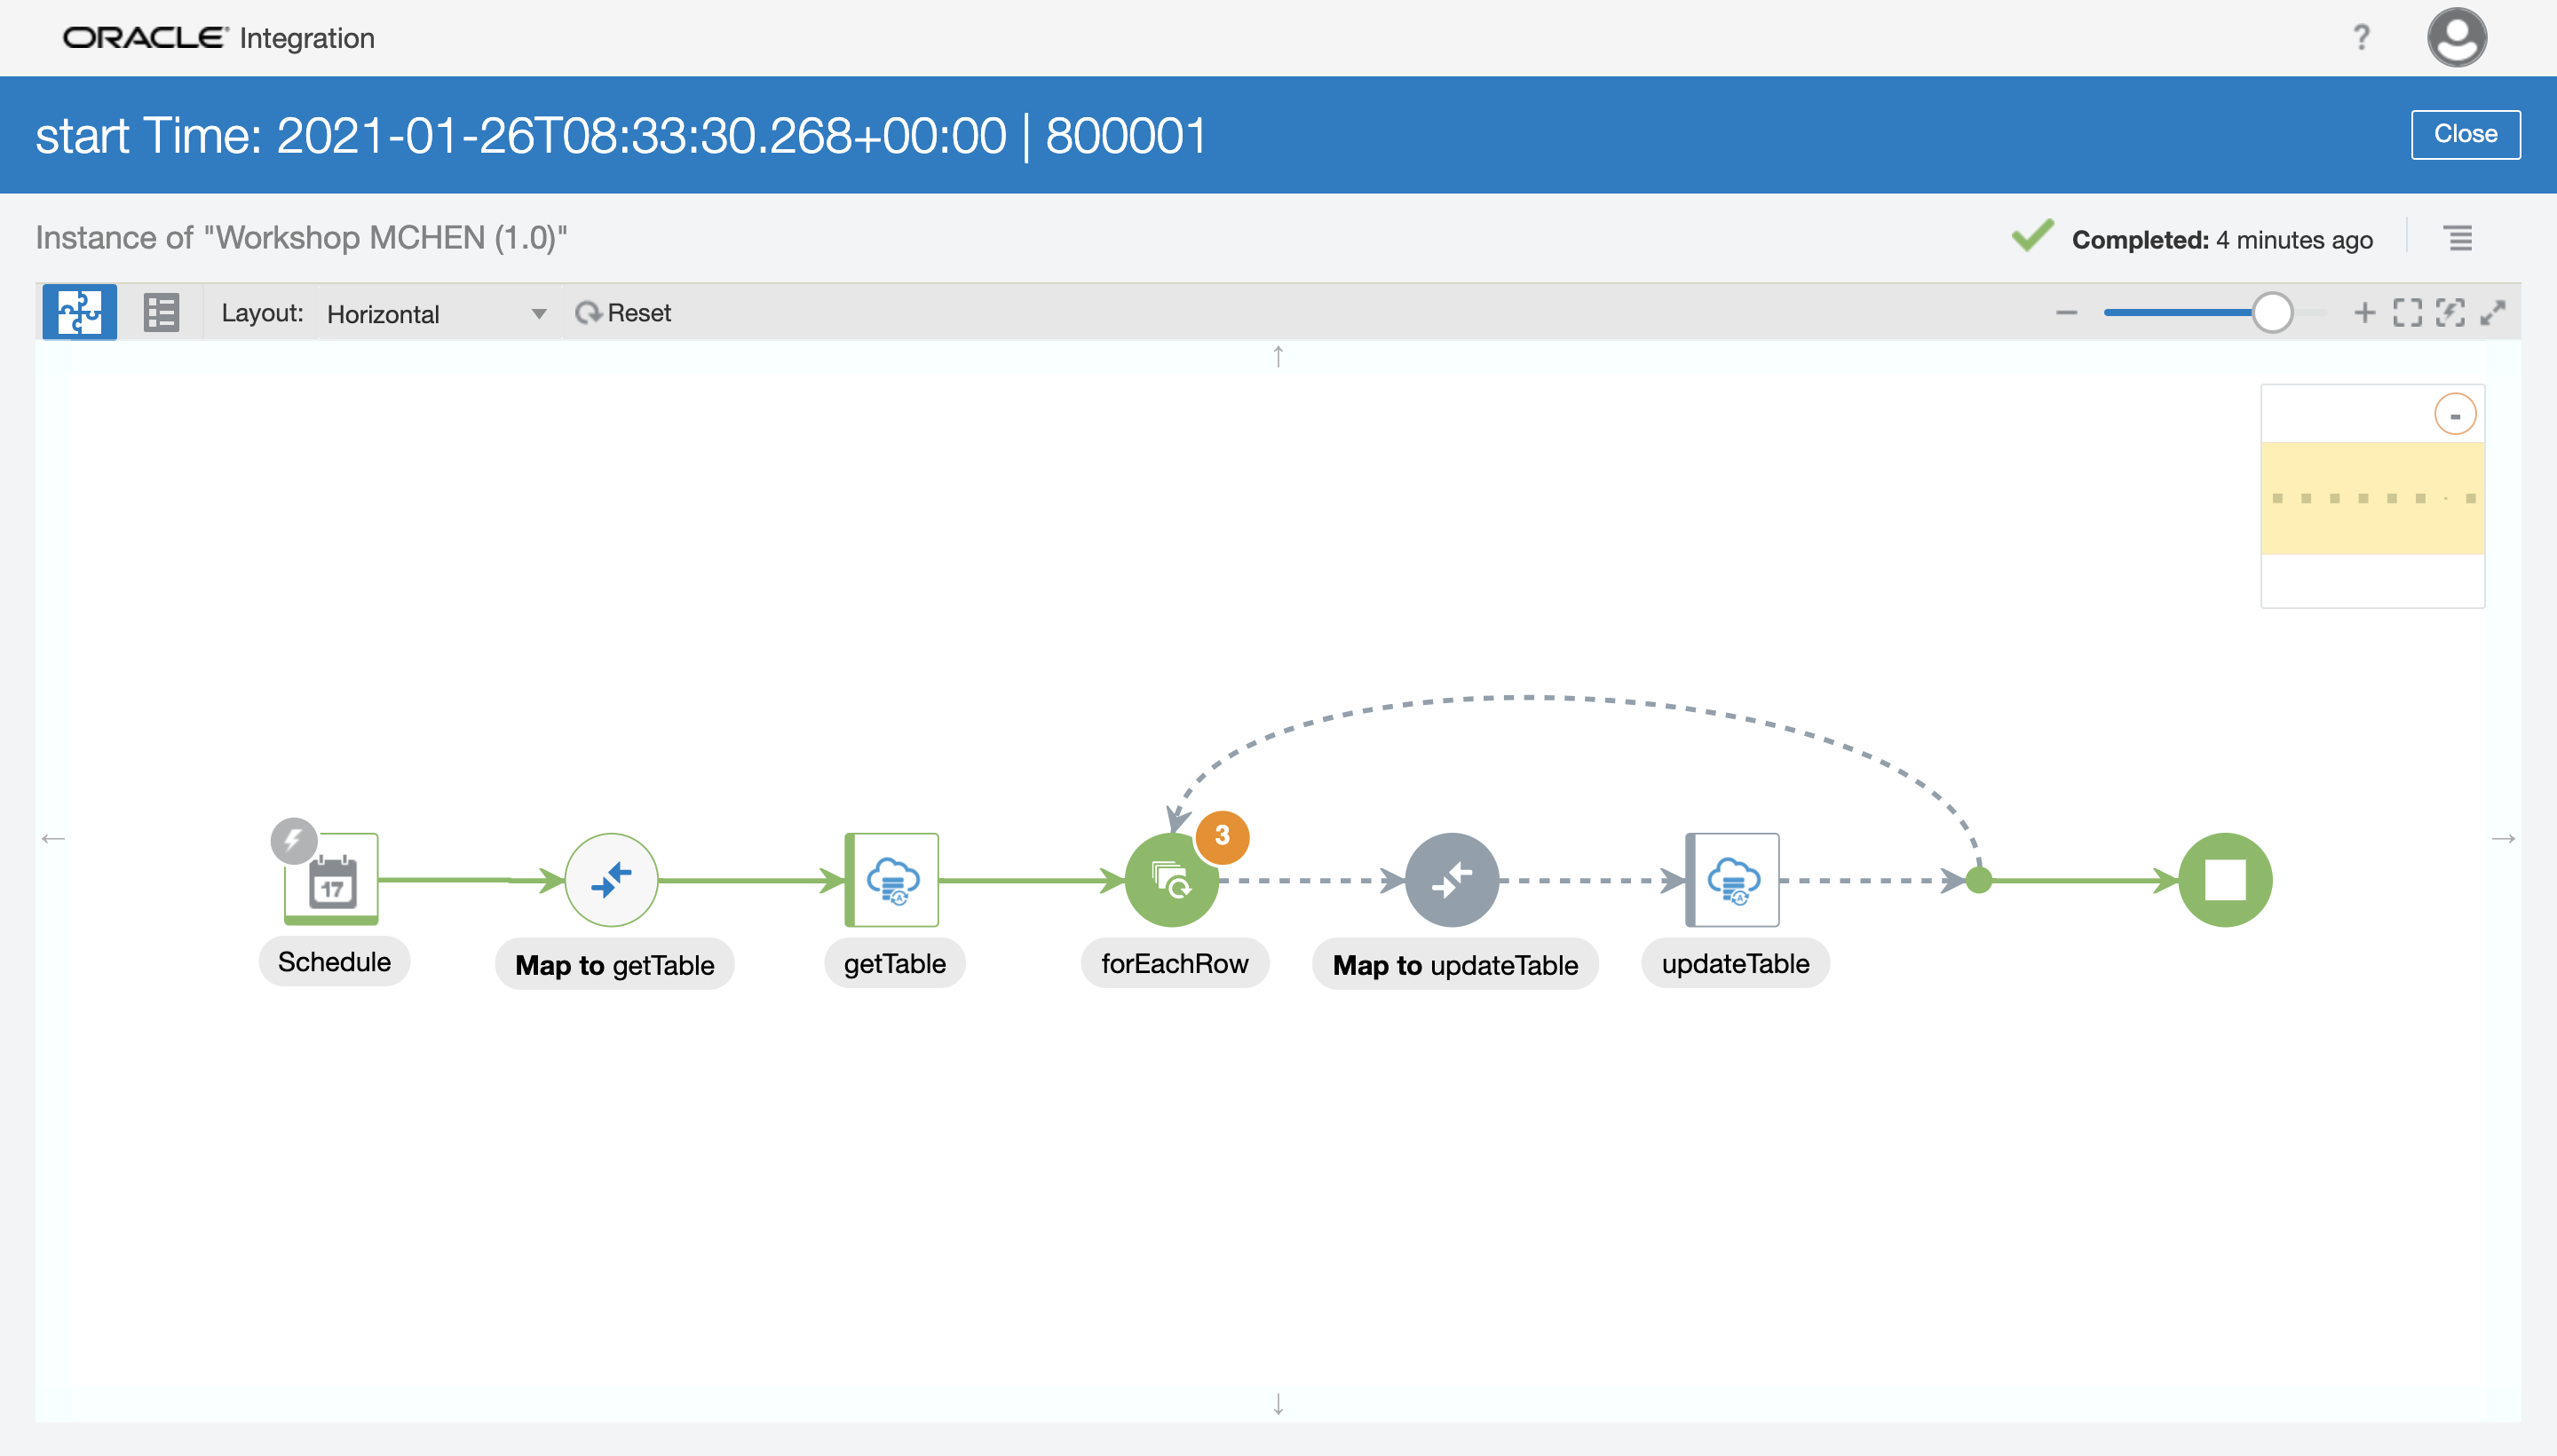 ORACLE Integration
?
start Time: 2021-01-26T08:33:30.268+00:00 | 800001
Close
Instance of "Workshop MCHEN (1.0)"
Completed: 4 minutes ago
Layout: Horizontal
Reset
-
3
17
Schedule
Map to getTable
getTable
forEachRow
Map to updateTable
updateTable